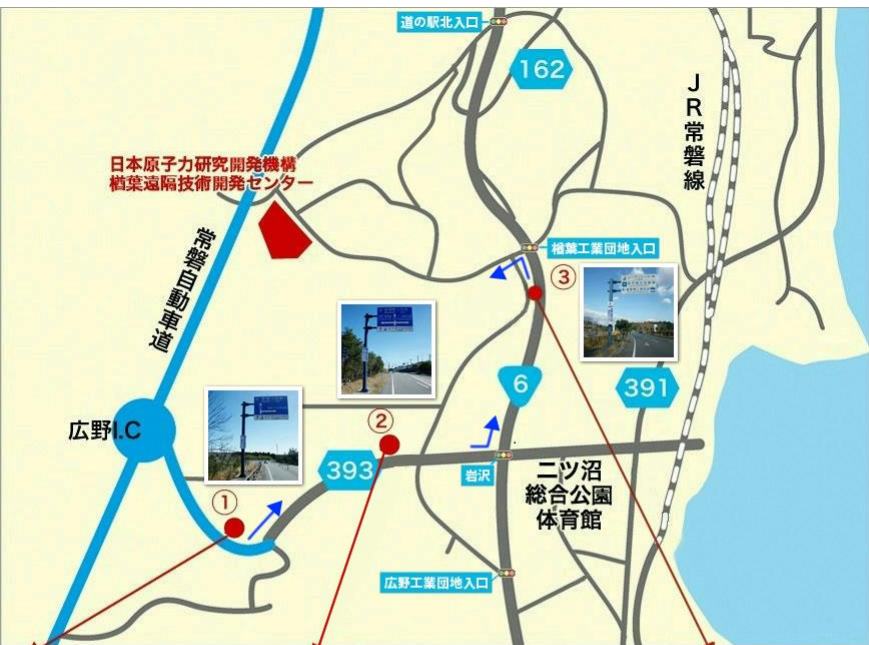 道の駅北入口
162
JR常磐線
日本原子力研究開発機構
楢葉遠隔技術開発センター
常磐自動車道
楢葉工業団地入口
③
6
391
広野I.C
②
393
岩沢
二ツ沼
総合公園
体育館
①
広野工業団地入口